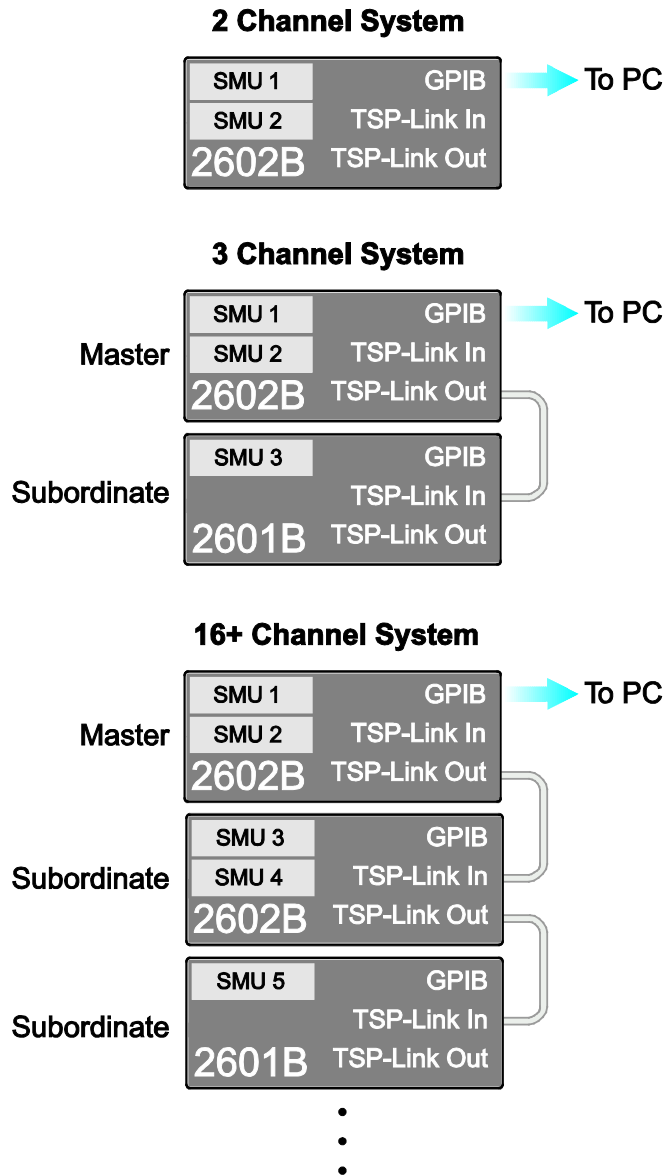 2 Channel System
SMU 1 GPIB To PC
SMU 2 TSP-Link In
2602B TSP-Link Out
3 Channel System
SMU 1 GPIB To PC
Master SMU 2 TSP-Link In
2602B TSP-Link Out
SMU 3 GPIB
Subordinate TSP-Link In
2601B TSP-Link Out
16+ Channel System
SMU 1 GPIB To PC
Master SMU 2 TSP-Link In
2602B TSP-Link Out
SMU 3 GPIB
Subordinate SMU 4 TSP-Link In
2602B TSP-Link Out
SMU 5 GPIB
Subordinate TSP-Link In
2601B TSP-Link Out